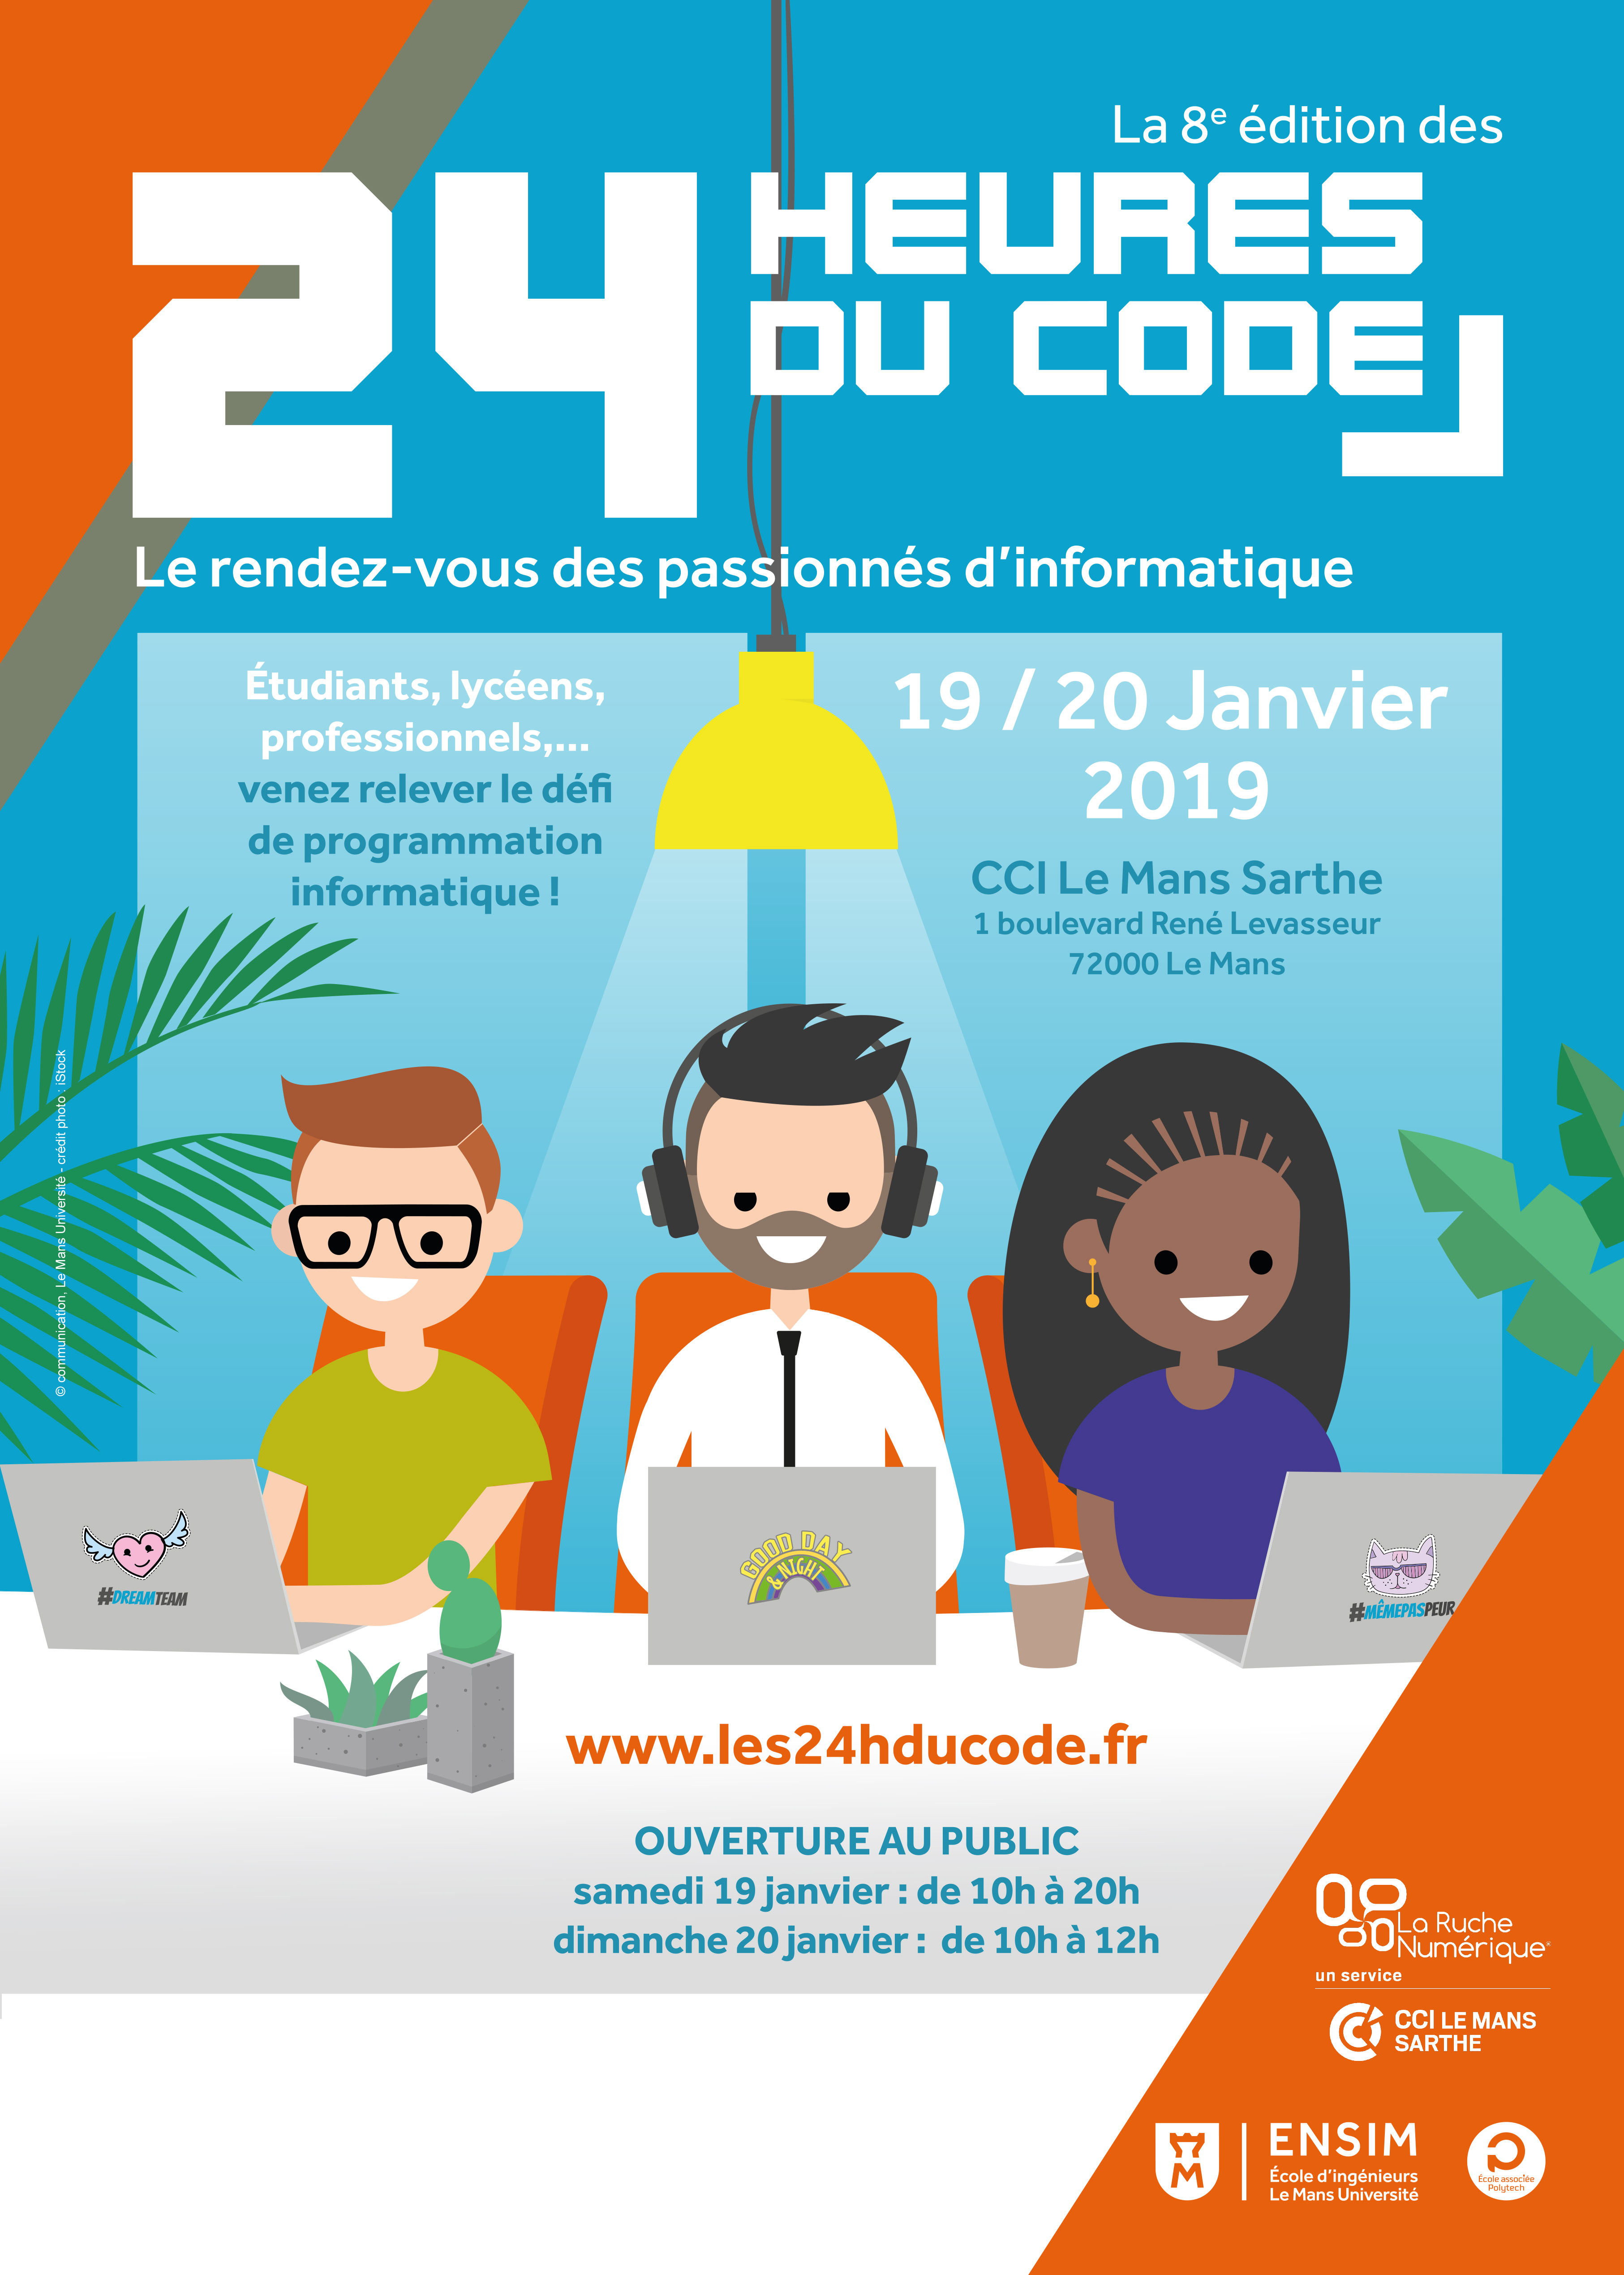 La 8e édition des
24 HEURES
DU CODE
Le rendez-vous des passionnés d'informatique
Étudiants, lycéens,
professionnels,...
venez relever le défi
de programmation
informatique !
19 / 20 Janvier
2019
CCI Le Mans Sarthe
1 boulevard René Levasseur
72000 Le Mans
© communication, Le Mans Université - crédit photo : iStock
#DREAMTEAM
GOOD DAY
& NIGHT
#MÊMEPASPEUR
www.les24hducode.fr
OUVERTURE AU PUBLIC
samedi 19 janvier : de 10h à 20h
dimanche 20 janvier : de 10h à 12h
La Ruche
Numérique
un service
CCI LE MANS
SARTHE
ENSIM
École d'ingénieurs
Le Mans Université
École associée
Polytech